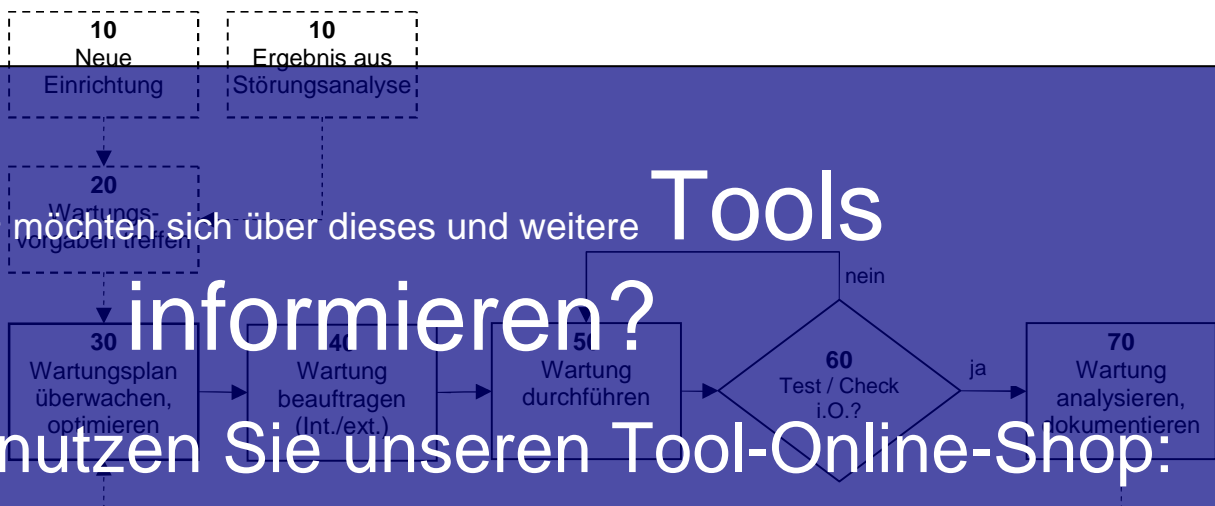 10
Neue
Einrichtung
10
Ergebnis aus
Störungsanalyse
20
Wartungs-
vorgaben treffen
möchten sich über dieses und weitere Tools
informieren?
nein
30
Wartungsplan
überwachen,
optimieren
40
Wartung
beauftragen
(Int./ext.)
50
Wartung
durchführen
60
Test / Check
i.O.?
ja
70
Wartung
analysieren,
dokumentieren
nutzen Sie unseren Tool-Online-Shop: